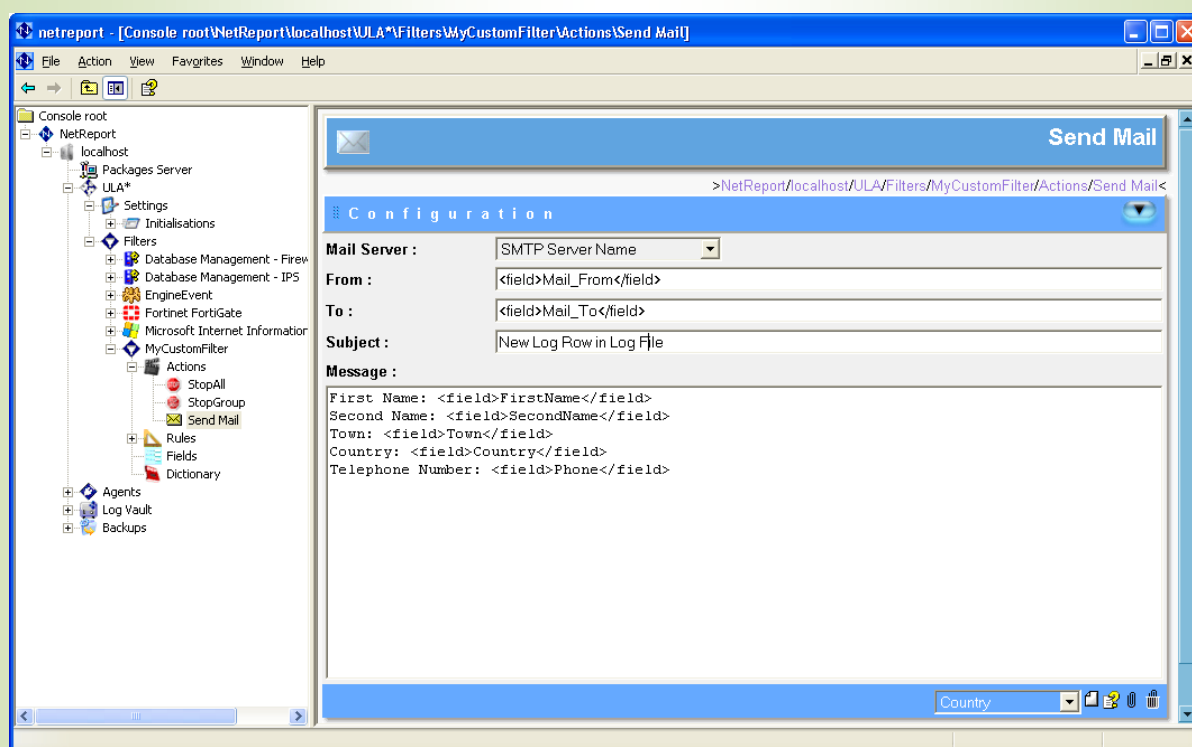 netreport - [Console root\NetReport\localhost\ULA*\Filters\MyCustomFilter\Actions\Send Mail]
File Action View Favorites Window Help
Console root
NetReport
localhost
Packages Server
ULA*
Settings
Initialisations
Filters
Database Management - Firew
Database Management - IPS
EngineEvent
Fortinet FortiGate
Microsoft Internet Information
MyCustomFilter
Actions
StopAll
StopGroup
Send Mail
Rules
Fields
Dictionary
Agents
Log Vault
Backups
Send Mail
>NetReport/localhost/ULA/Filters/MyCustomFilter/Actions/Send Mail<
Configuration
Mail Server : SMTP Server Name
From : <field>Mail_From</field>
To : <field>Mail_To</field>
Subject : New Log Row in Log File
Message :
First Name: <field>FirstName</field>
Second Name: <field>SecondName</field>
Town: <field>Town</field>
Country: <field>Country</field>
Telephone Number: <field>Phone</field>
Country